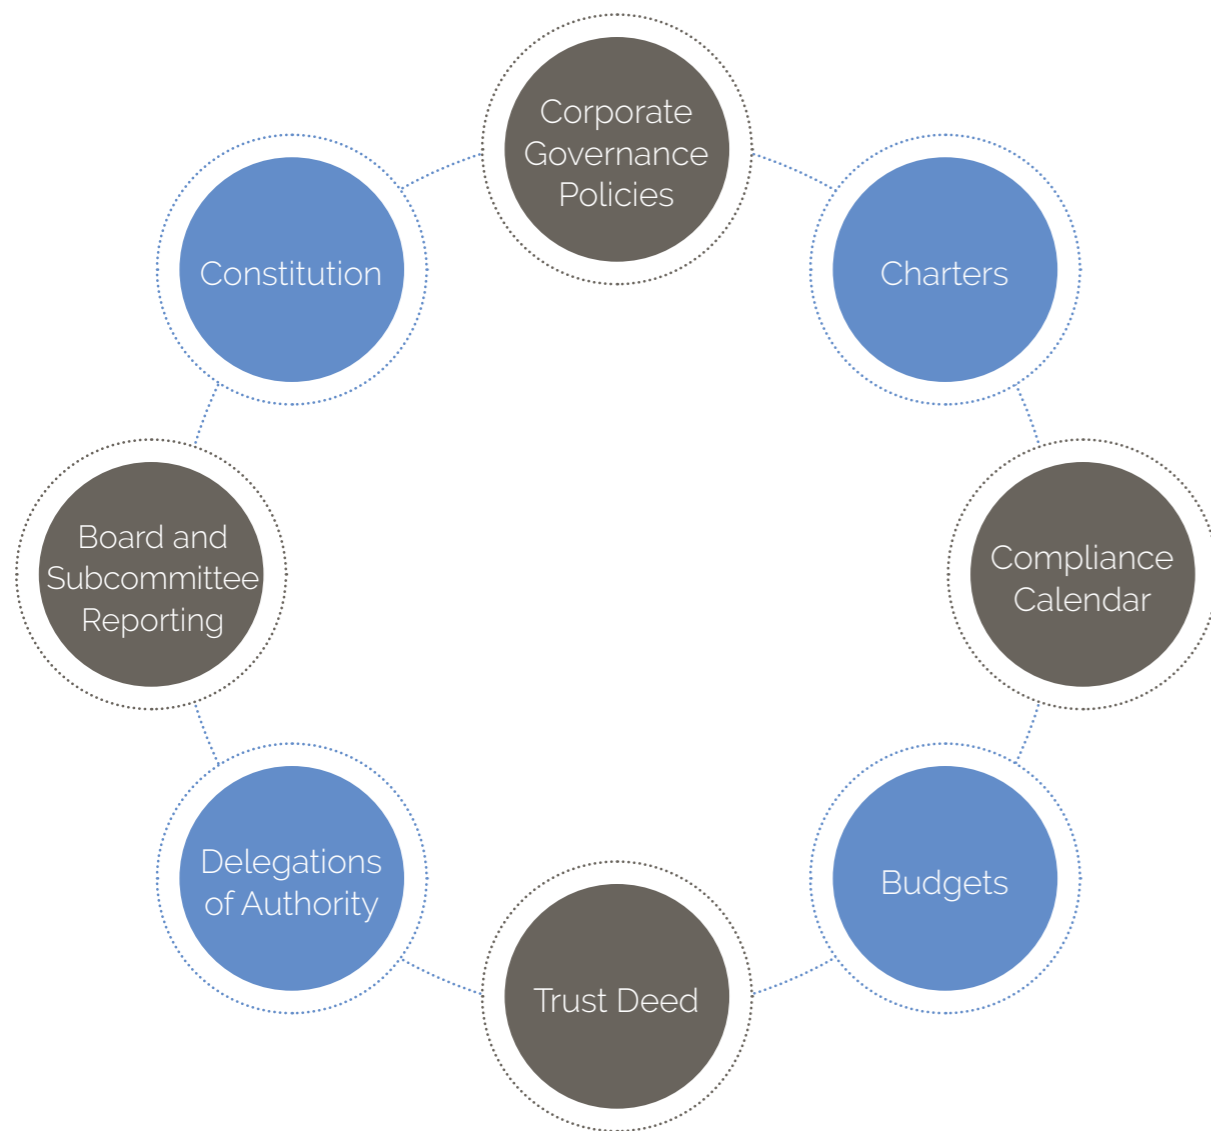 Corporate
Governance
Policies
Constitution
Charters
Board and
Subcommittee
Reporting
Compliance
Calendar
Delegations
of Authority
Budgets
Trust Deed